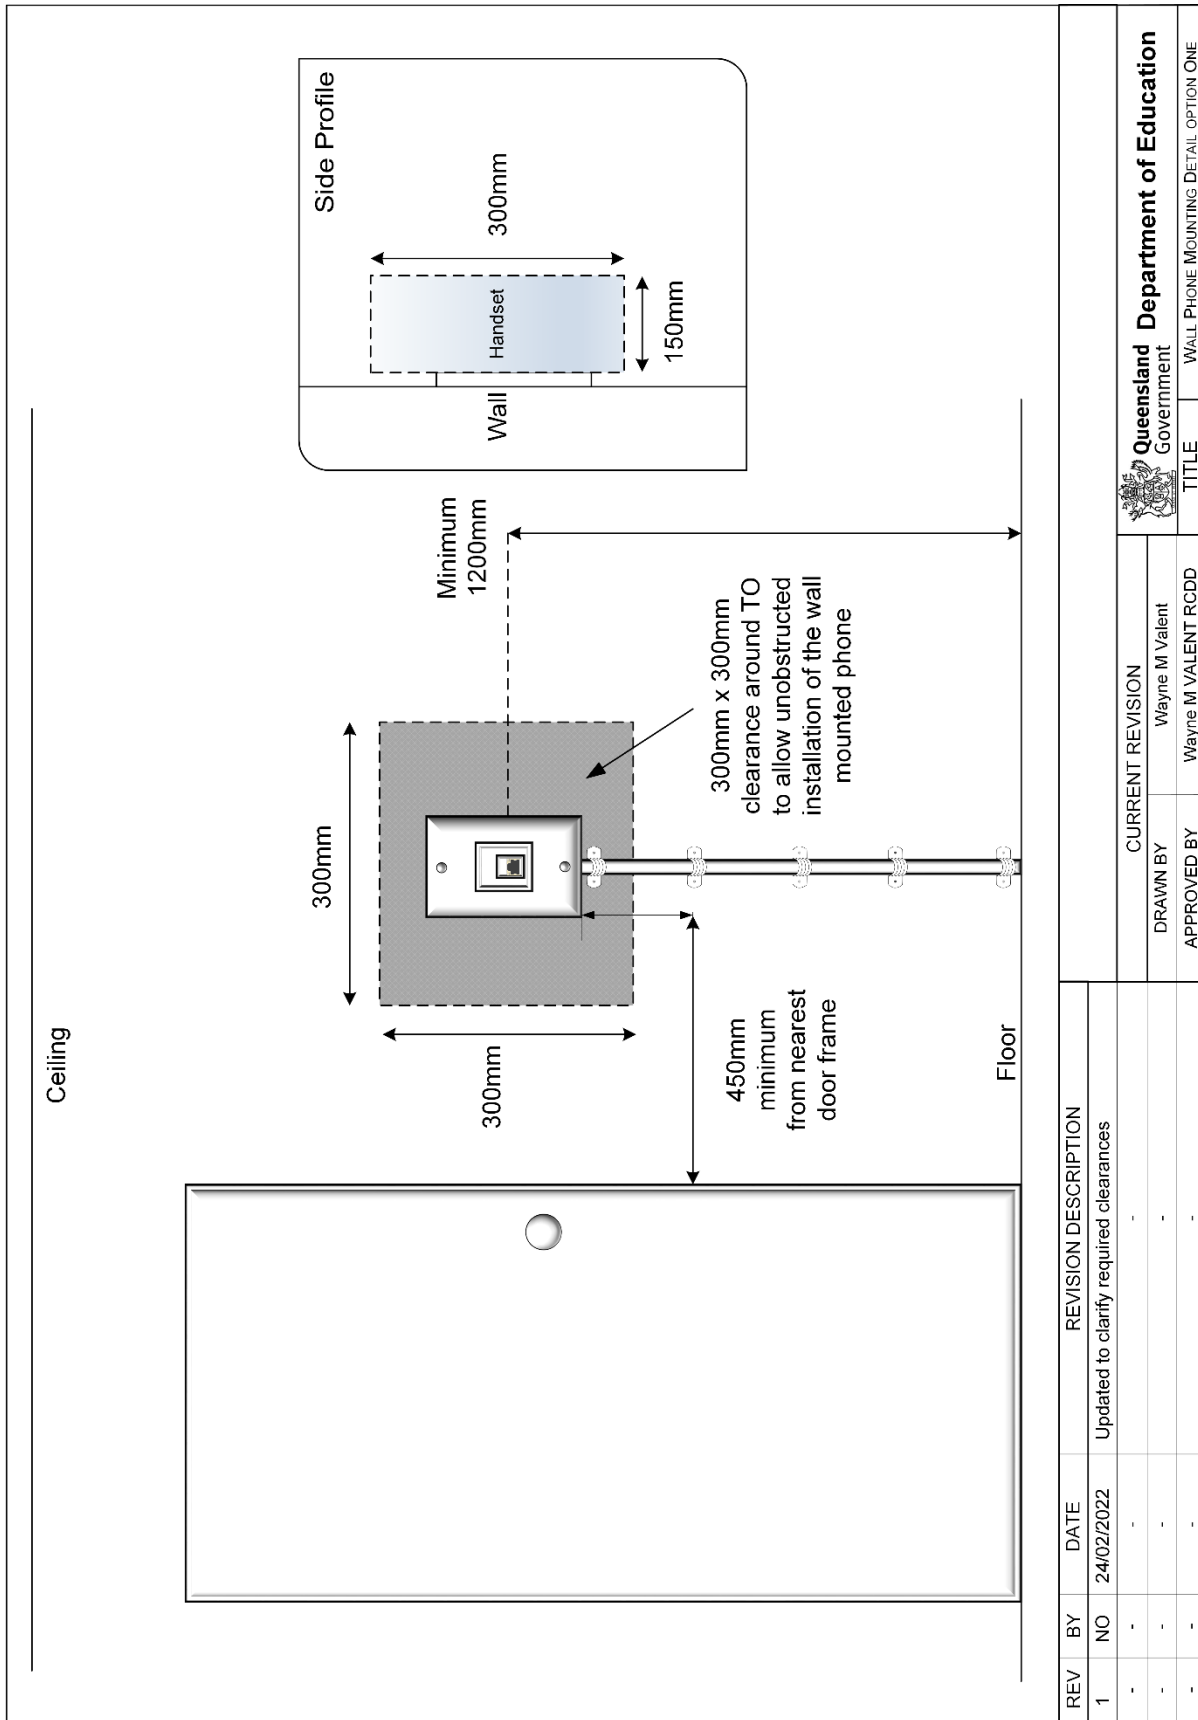 Ceiling
Side Profile
300mm
Handset
Wall
150mm
Minimum
1200mm
300mm
300mm
300mm x 300mm
clearance around TO
to allow unobstructed
installation of the wall
mounted phone
450mm
minimum
from nearest
door frame
Floor
REV BY DATE REVISION DESCRIPTION
1 NO 24/02/2022 Updated to clarify required clearances
- - - -
- - - -
- - - -
CURRENT REVISION
DRAWN BY Wayne M Valent
APPROVED BY Wayne M VALENT RCDD
Queensland
Government
Department of Education
TITLE WALL PHONE MOUNTING DETAIL OPTION ONE